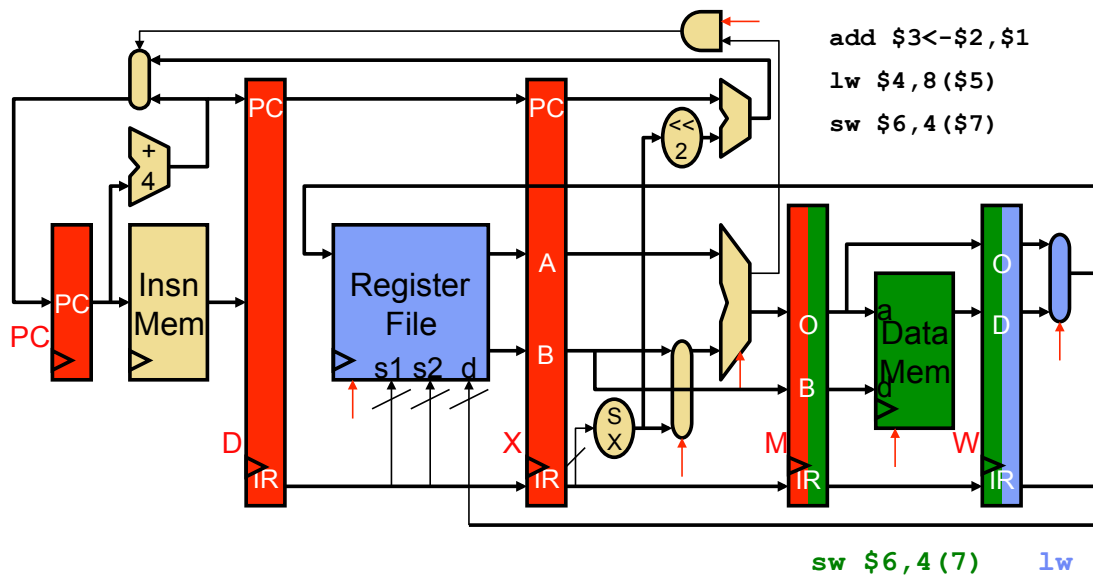 add $3<-$2,$1
lw $4,8($5)
sw $6,4($7)
PC
PC
<<
2
+
4
PC
PC
Insn
Mem
Register
File
s1 s2 d
A
B
S
X
O
B
a
d
Data
Mem
O
D
D
X
M
W
IR
IR
IR
IR
sw $6,4(7)
lw